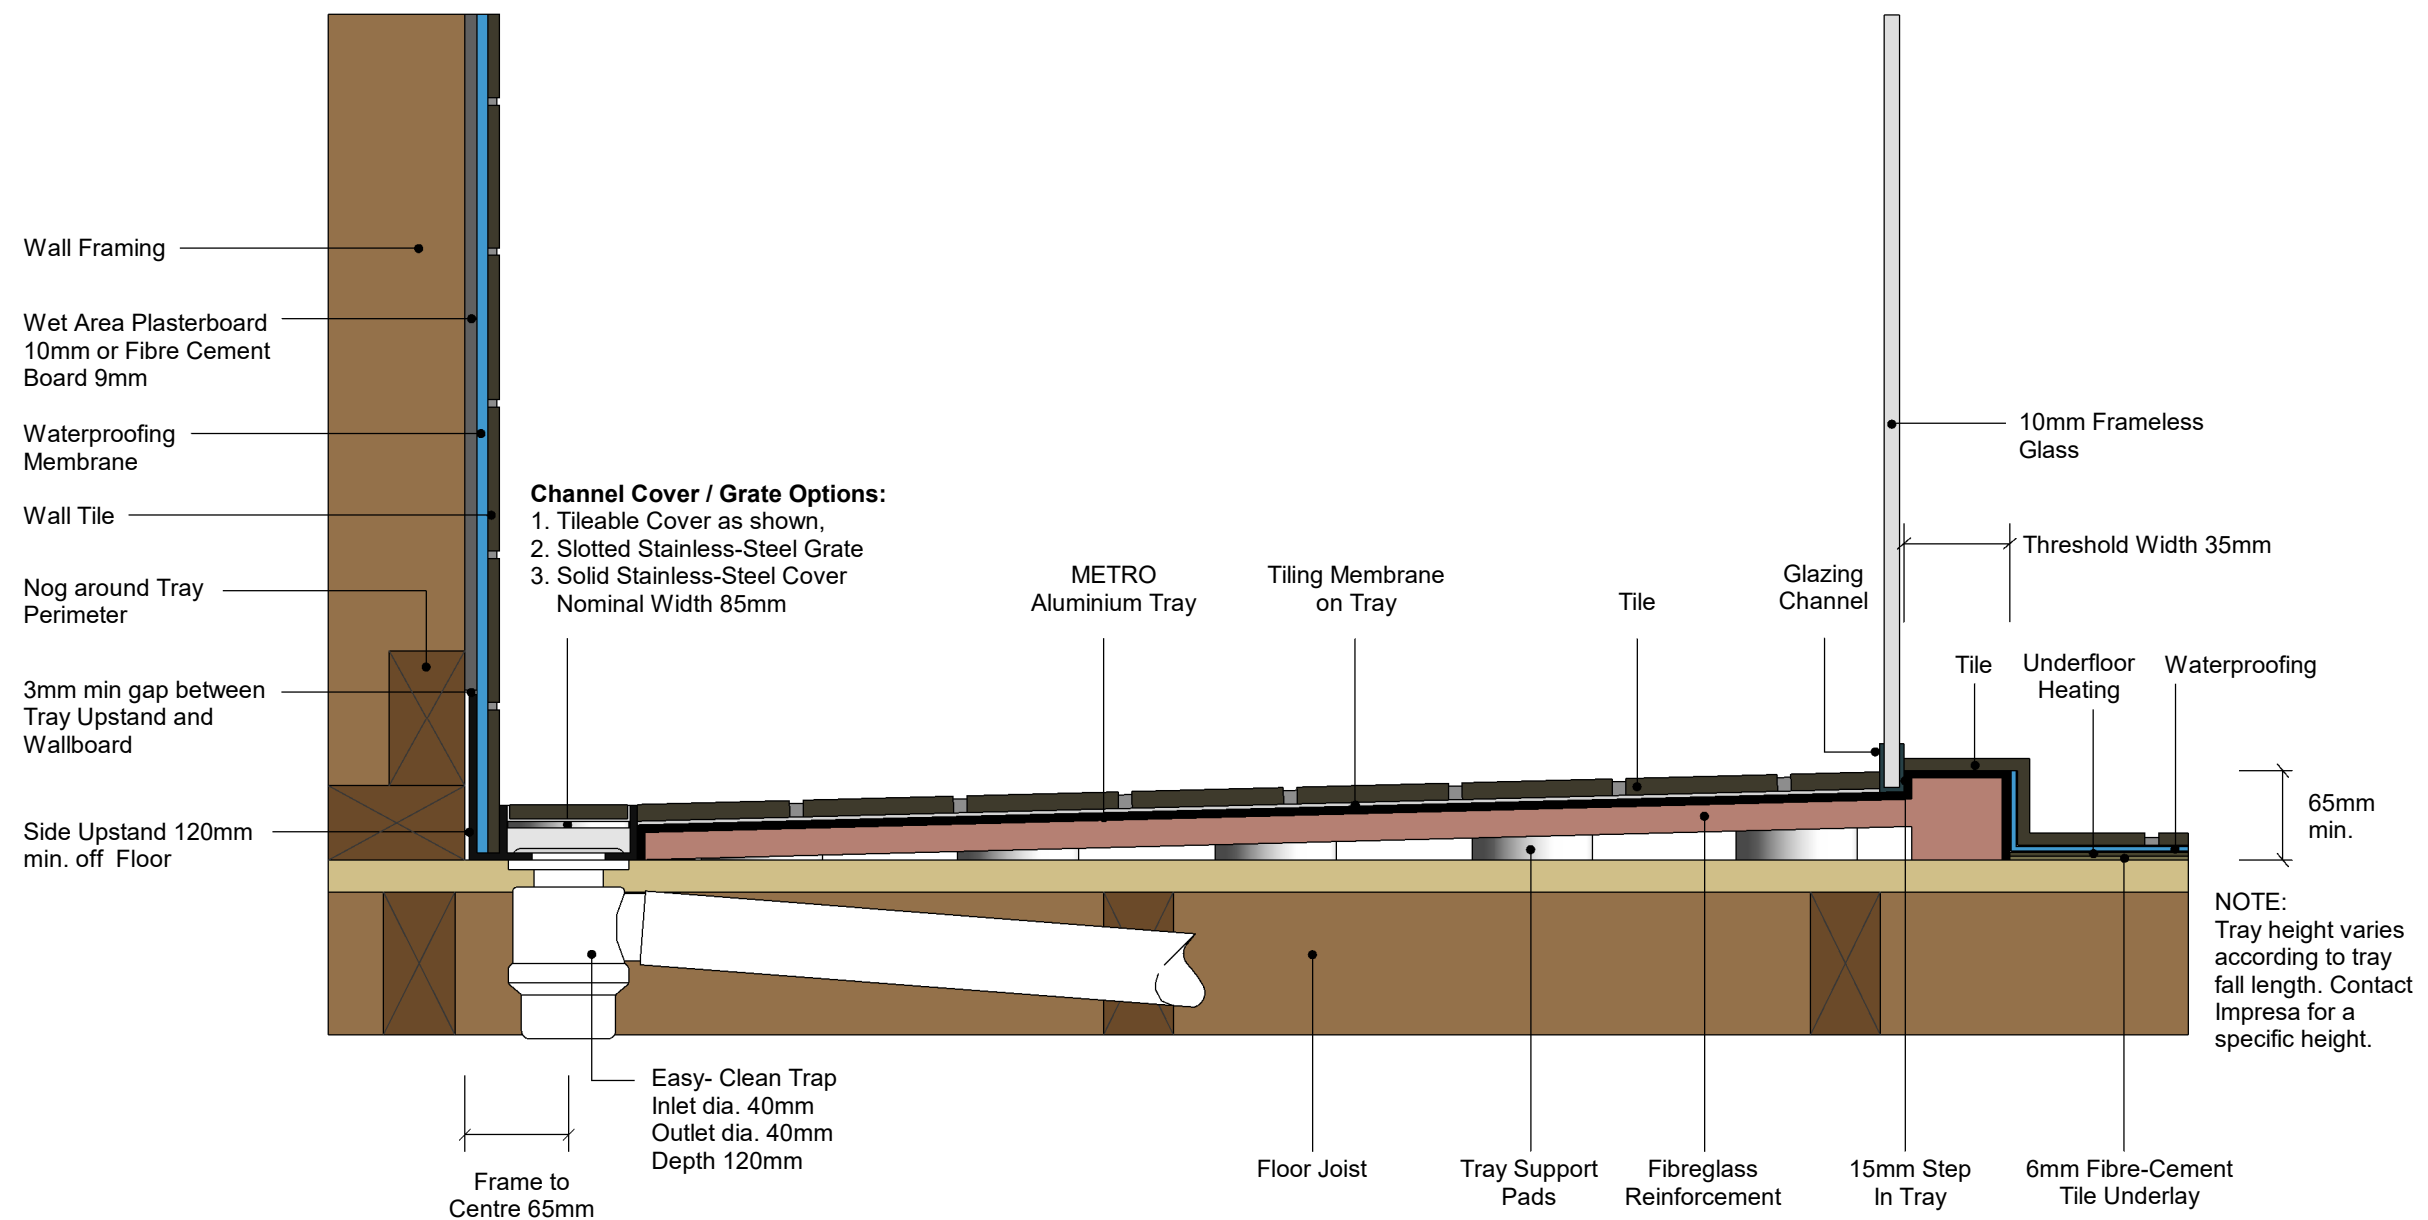 Wall Framing
Wet Area Plasterboard
10mm or Fibre Cement
Board 9mm
Waterproofing
Membrane
Wall Tile
Nog around Tray
Perimeter
3mm min gap between
Tray Upstand and
Wallboard
Side Upstand 120mm
min. off  Floor
Channel Cover / Grate Options:
1. Tileable Cover as shown,
2. Slotted Stainless-Steel Grate
3. Solid Stainless-Steel Cover
Nominal Width 85mm
METRO
Aluminium Tray
Tiling Membrane
on Tray
Tile
Glazing
Channel
10mm Frameless
Glass
Threshold Width 35mm
Tile
Underfloor
Heating
Waterproofing
65mm
min.
NOTE:
Tray height varies
according to tray
fall length. Contact
Impresa for a
specific height.
Easy- Clean Trap
Inlet dia. 40mm
Outlet dia. 40mm
Depth 120mm
Frame to
Centre 65mm
Floor Joist
Tray Support
Pads
Fibreglass
Reinforcement
15mm Step
In Tray
6mm Fibre-Cement
Tile Underlay